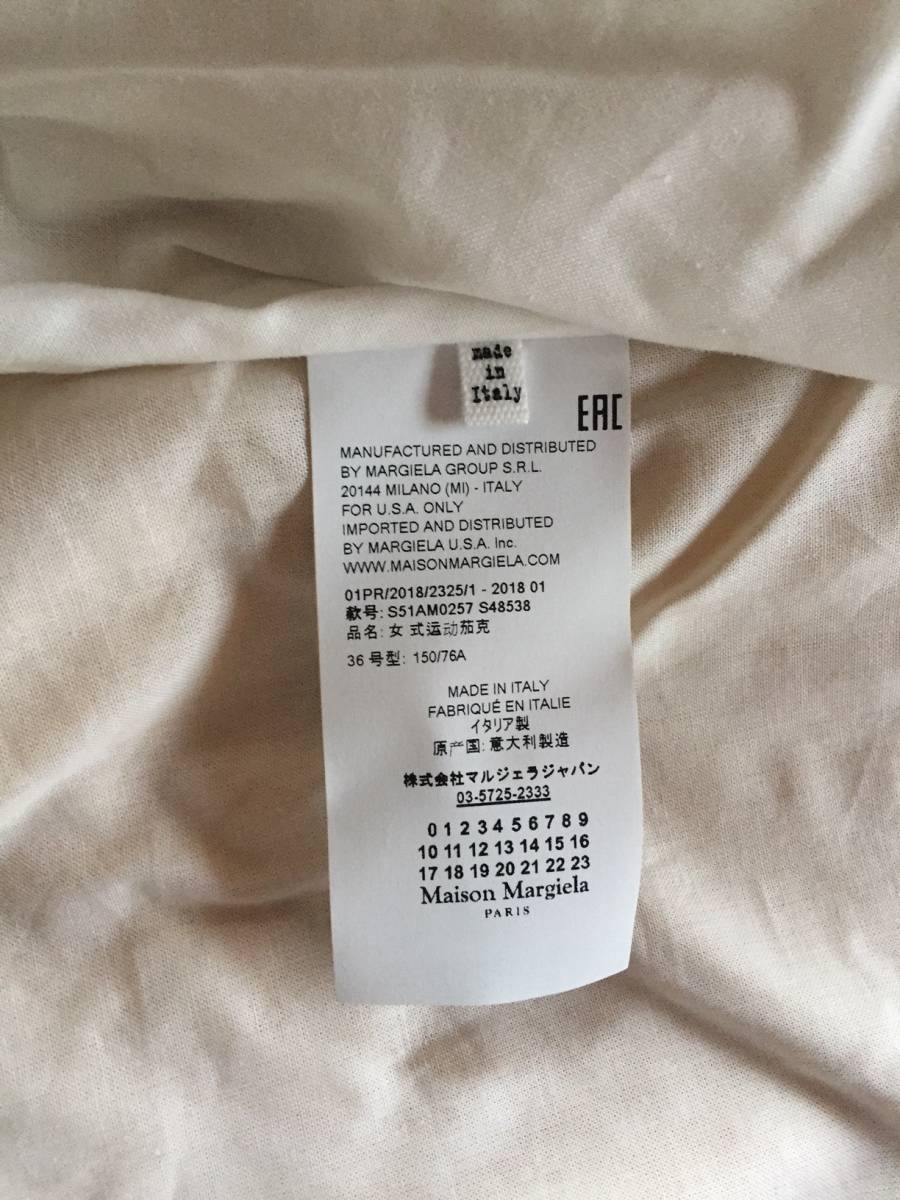 made
in
Italy
EAC
MANUFACTURED AND DISTRIBUTED
BY MARGIELA GROUP S.R.L.
20144 MILANO (MI) - ITALY
FOR U.S.A. ONLY
IMPORTED AND DISTRIBUTED
BY MARGIELA U.S.A. Inc.
WWW.MAISONMARGIELA.COM
01PR/2018/2325/1 - 2018 01
款号: S51AM0257 S48538
品名: 女 式运动茄克
36 号型: 150/76A
MADE IN ITALY
FABRIQUÉ EN ITALIE
イタリア製
原产国: 意大利製造
株式会社マルジェラジャパン
03-5725-2333
0 1 2 3 4 5 6 7 8 9
10 11 12 13 14 15 16
17 18 19 20 21 22 23
Maison Margiela
PARIS